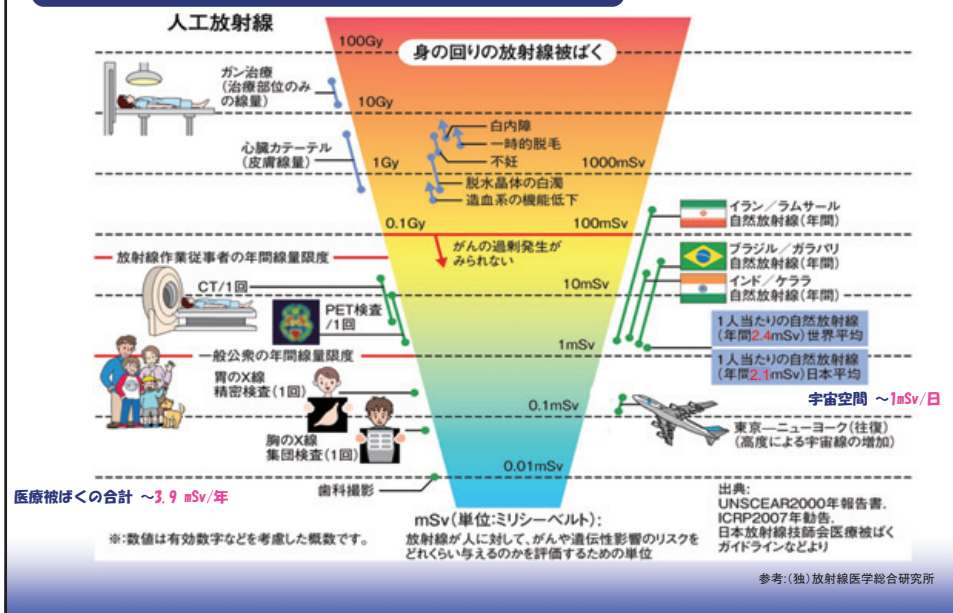 人工放射線
100Gy
身の回りの放射線被ばく
ガン治療
(治療部位のみ
の線量)
10Gy
心臓カテーテル
(皮膚線量)
1Gy
白内障
一時的脱毛
不妊
1000mSv
脱水晶体の白濁
造血系の機能低下
イラン/ラムサール
自然放射線(年間)
0.1Gy
100mSv
がんの過剰発生が
みられない
ブラジル/ガラパリ
自然放射線(年間)
放射線作業従事者の年間線量限度
CT/1回
10mSv
インド/ケララ
自然放射線(年間)
PET検査
/1回
1人当たりの自然放射線
(年間2.4mSv)世界平均
一般公衆の年間線量限度
1mSv
1人当たりの自然放射線
(年間2.1mSv)日本平均
胃のX線
精密検査(1回)
宇宙空間 ~1mSv/日
0.1mSv
東京―ニューヨーク(往復)
(高度による宇宙線の増加)
胸のX線
集団検査(1回)
0.01mSv
歯科撮影
医療被ばくの合計 ~3.9 mSv/年
出典:
UNSCEAR2000年報告書.
ICRP2007年勧告.
日本放射線技師会医療被ばく
ガイドラインなどより
mSv(単位:ミリシーベルト):
放射線が人に対して、がんや遺伝性影響のリスクを
どれくらい与えるのかを評価するための単位
※:数値は有効数字などを考慮した概数です。
参考:(独)放射線医学総合研究所